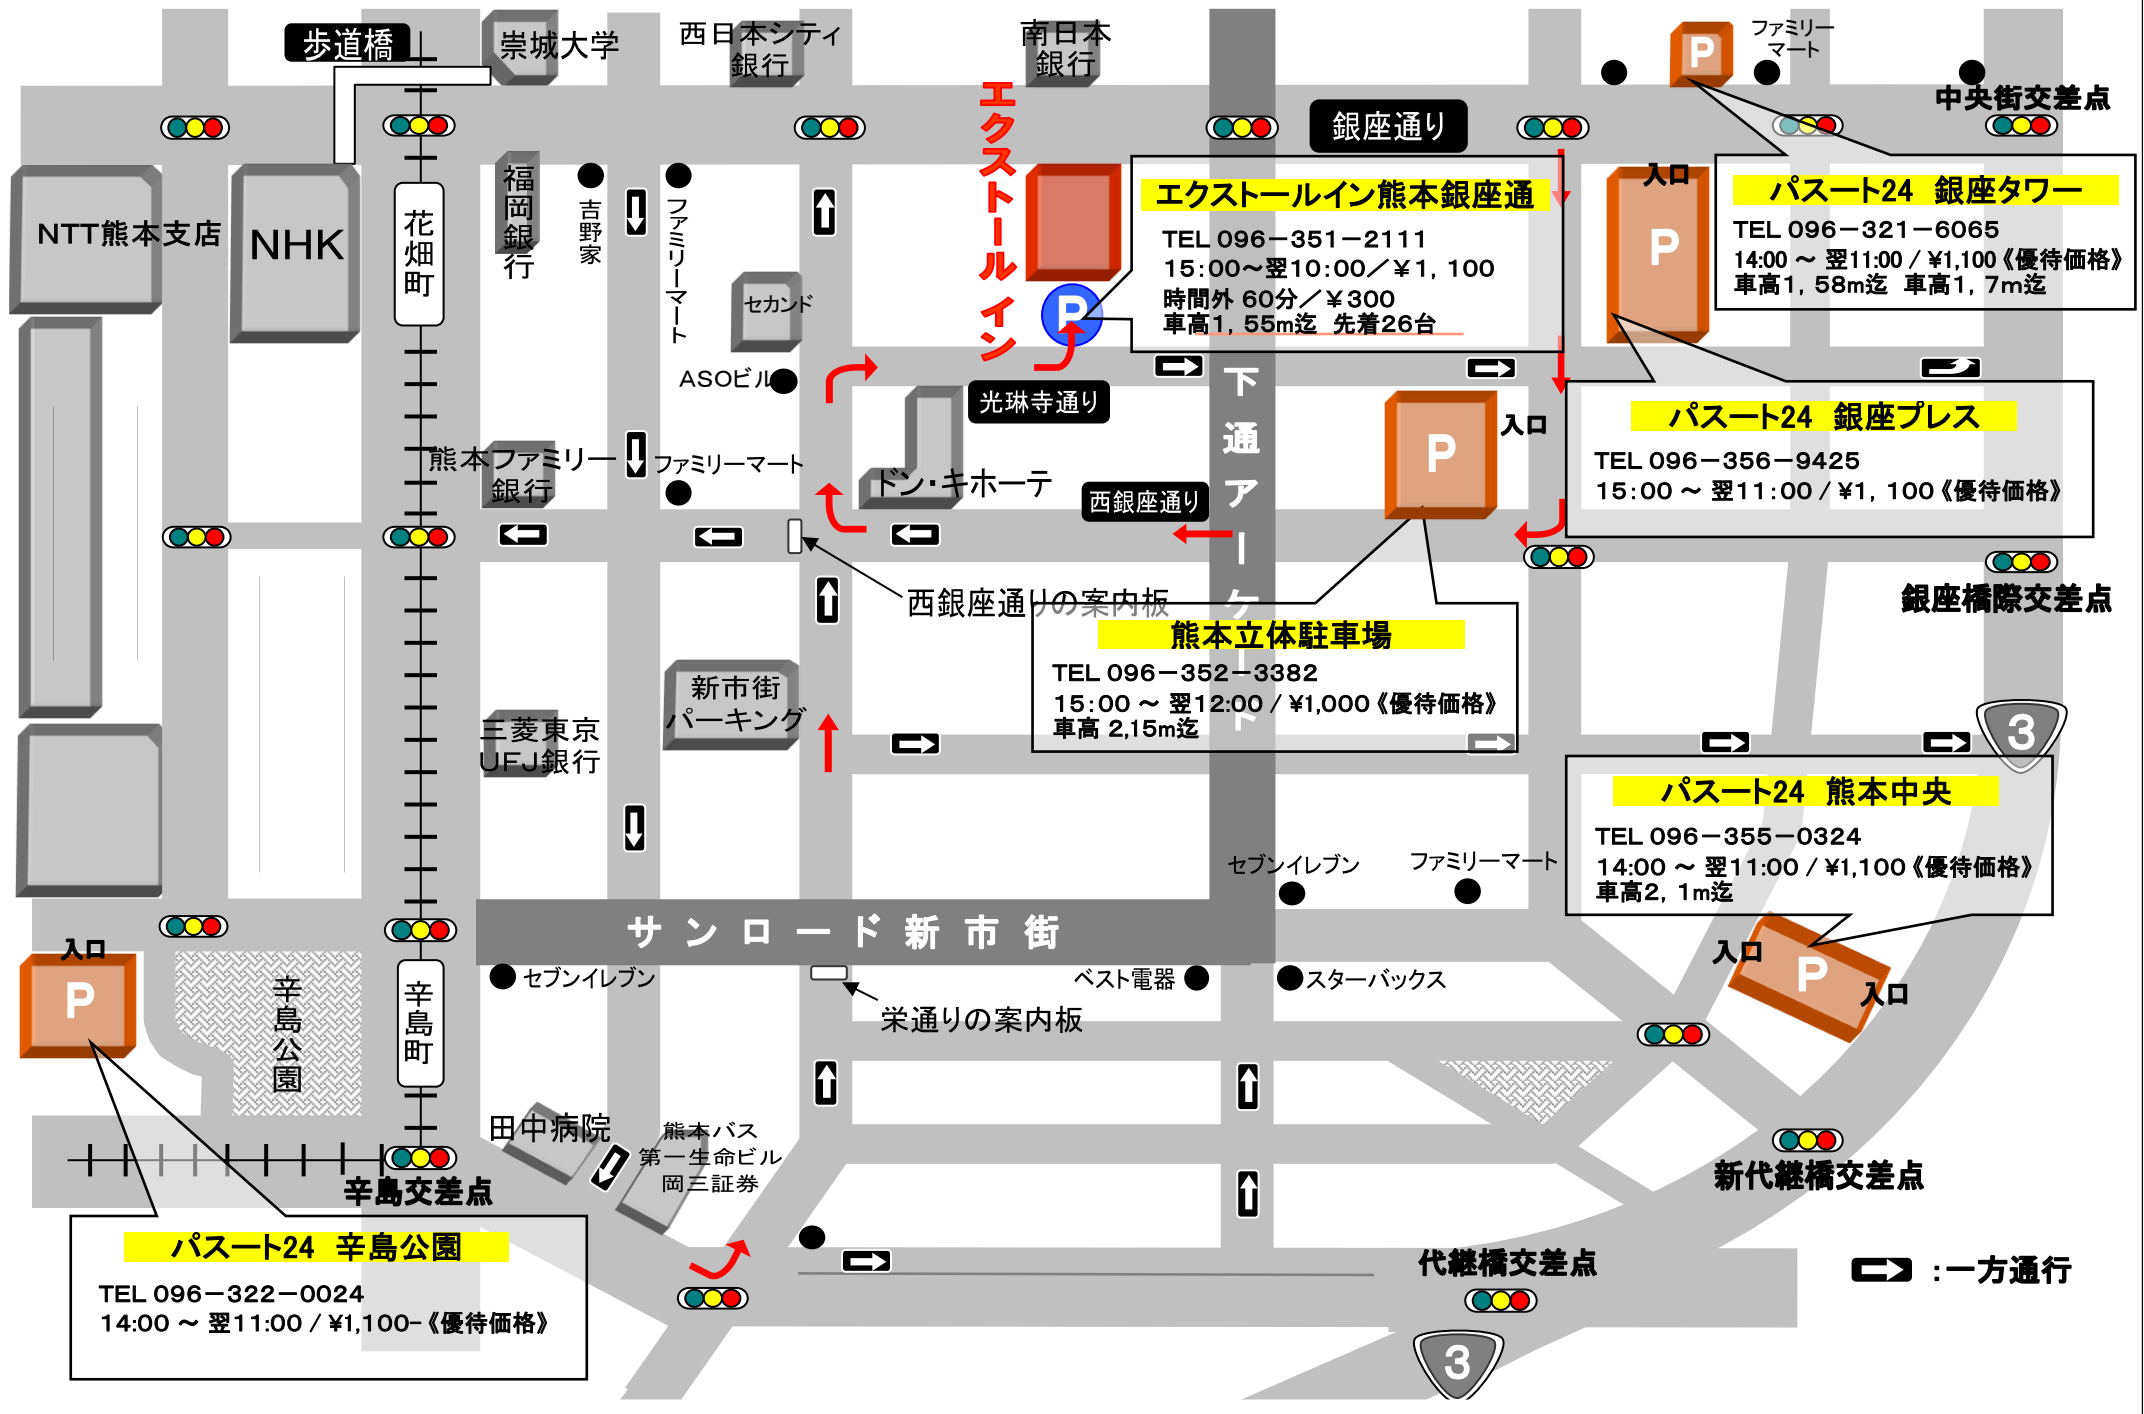 歩道橋
崇城大学
西日本シティ
銀行
南日本
銀行
ファミリー
マート
P
中央街交差点
銀座通り
エクストールイン
NTT熊本支店
NHK
花畑町
福岡銀行
吉野家
ファミリーマート
セカンド
ASOビル
P
エクストールイン熊本銀座通
TEL 096－351－2111
15：00～翌10：00／￥1，100
時間外 60分／￥300
車高1，55m迄 先着26台
入口
P
パスート24 銀座タワー
TEL 096－321－6065
14:00 ～ 翌11:00 / ¥1,100《優待価格》
車高1，58m迄 車高1，7m迄
光琳寺通り
下通アーケード
P
入口
パスート24 銀座プレス
TEL 096－356－9425
15：00 ～ 翌11：00 / ¥1，100《優待価格》
熊本ファミリー
銀行
ファミリーマート
ドン・キホーテ
西銀座通り
西銀座通りの案内板
銀座橋際交差点
熊本立体駐車場
TEL 096－352－3382
15：00 ～ 翌12:00 / ¥1,000《優待価格》
車高 2,15m迄
新市街
パーキング
三菱東京
UFJ銀行
3
パスート24 熊本中央
TEL 096－355－0324
14:00 ～ 翌11:00 / ¥1,100《優待価格》
車高2，1m迄
セブンイレブン
ファミリーマート
サンロード新市街
入口
P
辛島公園
辛島町
セブンイレブン
ベスト電器
スターバックス
栄通りの案内板
入口
P
入口
田中病院
熊本バス
第一生命ビル
岡三証券
新代継橋交差点
辛島交差点
パスート24 辛島公園
TEL 096－322－0024
14:00 ～ 翌11:00 / ¥1,100-《優待価格》
代継橋交差点
：一方通行
3